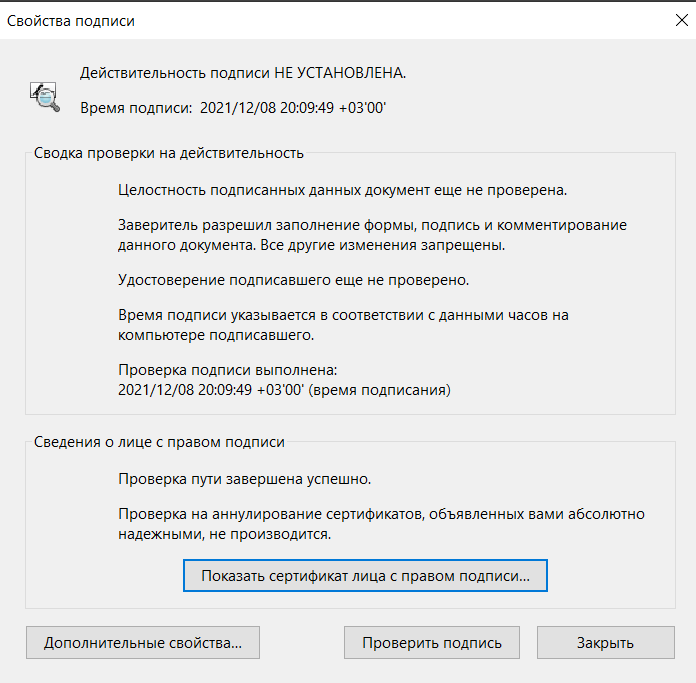 Свойства подписи
Действительность подписи НЕ УСТАНОВЛЕНА.
Время подписи: 2021/12/08 20:09:49 +03'00'
Сводка проверки на действительность
Целостность подписанных данных документ еще не проверена.
Заверитель разрешил заполнение формы, подпись и комментирование
данного документа. Все другие изменения запрещены.
Удостоверение подписавшего еще не проверено.
Время подписи указывается в соответствии с данными часов на
компьютере подписавшего.
Проверка подписи выполнена:
2021/12/08 20:09:49 +03'00' (время подписания)
Сведения о лице с правом подписи
Проверка пути завершена успешно.
Проверка на аннулирование сертификатов, объявленных вами абсолютно
надежными, не производится.
Показать сертификат лица с правом подписи...
Дополнительные свойства...
Проверить подпись
Закрыть